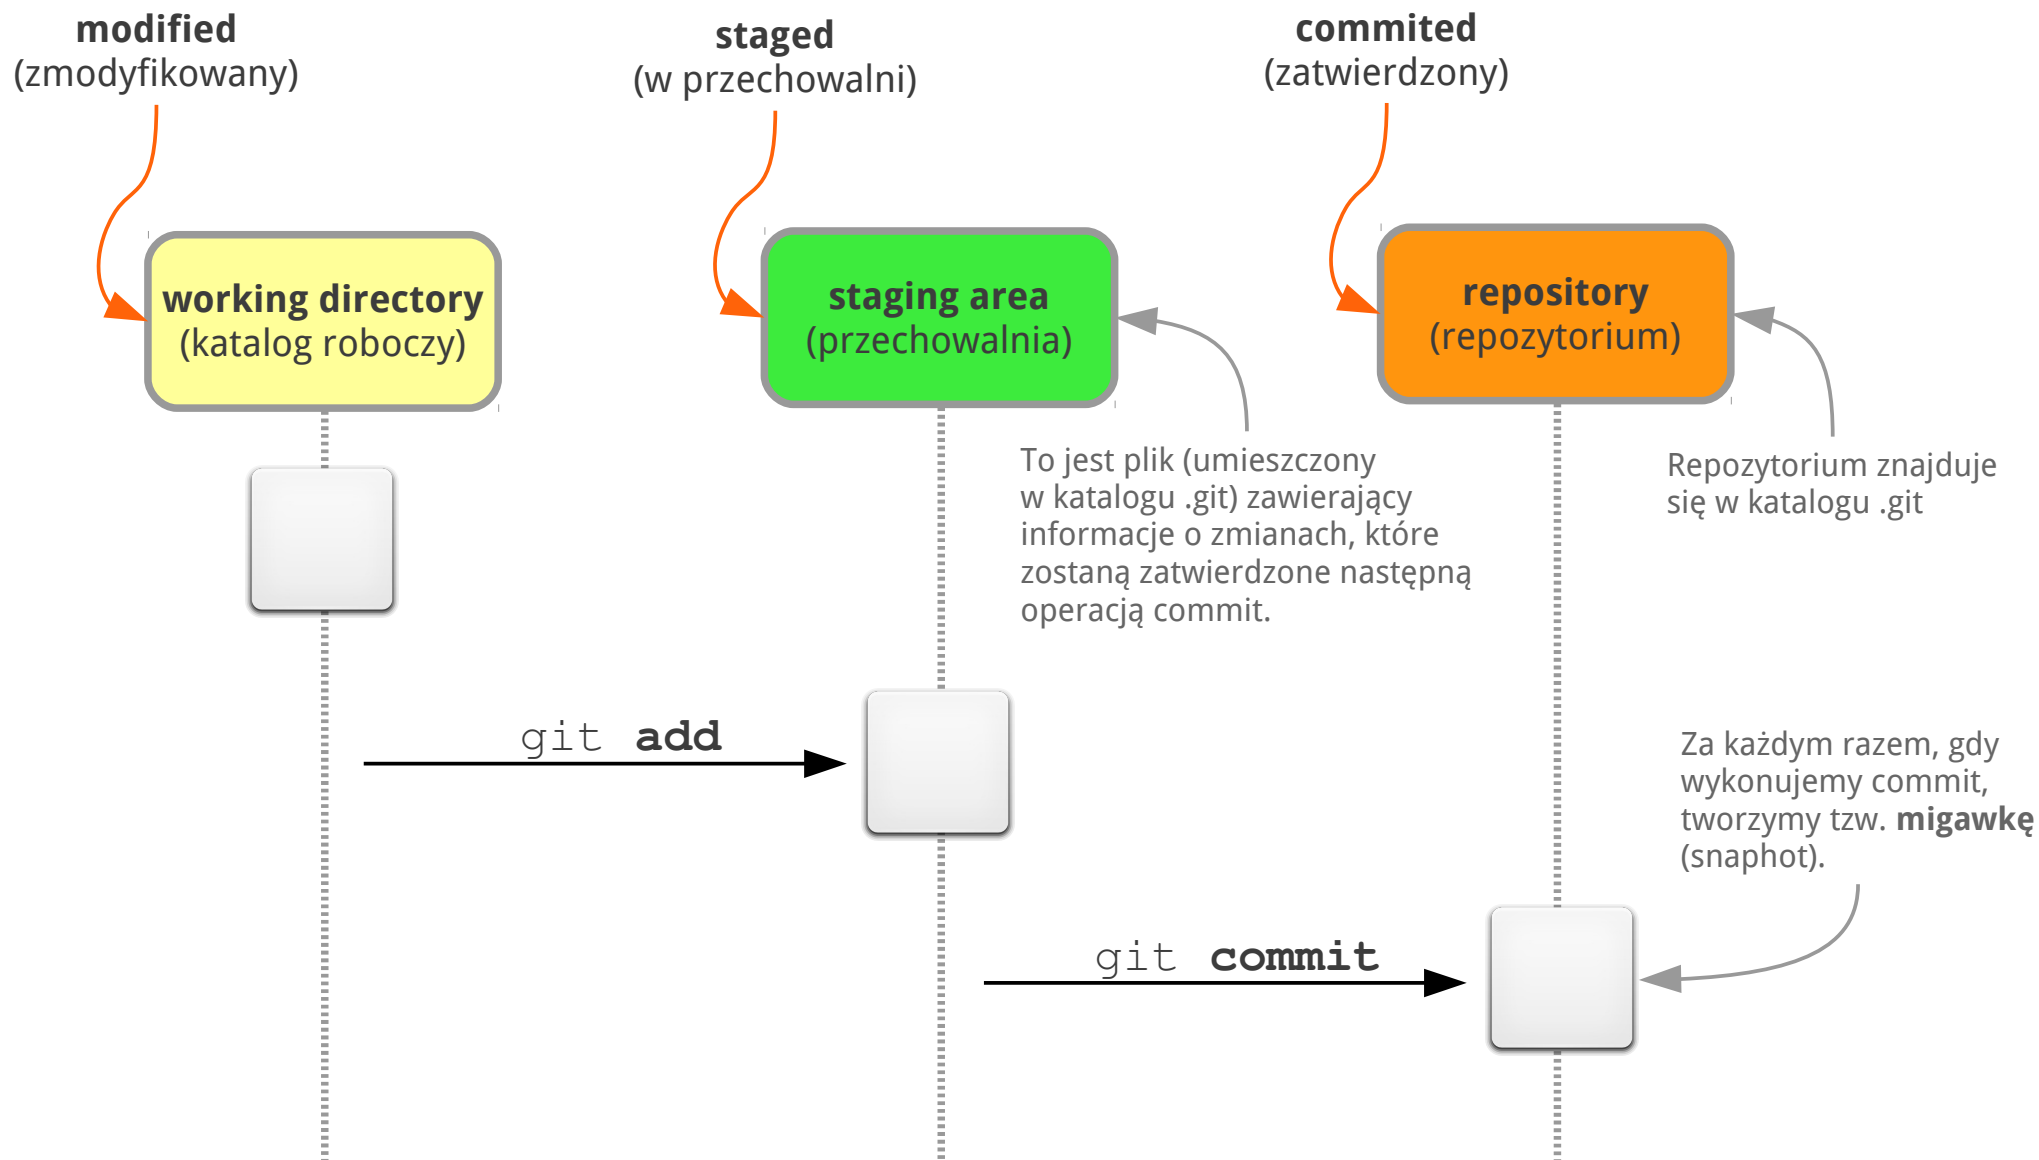 modified
(zmodyfikowany)
staged
(w przechowalni)
commited
(zatwierdzony)
working directory
(katalog roboczy)
staging area
(przechowalnia)
repository
(repozytorium)
To jest plik (umieszczony
w katalogu .git) zawierający
informacje o zmianach, które
zostaną zatwierdzone następną
operacją commit.
Repozytorium znajduje
się w katalogu .git
git add
Za każdym razem, gdy
wykonujemy commit,
tworzymy tzw. migawkę
(snaphot).
git commit